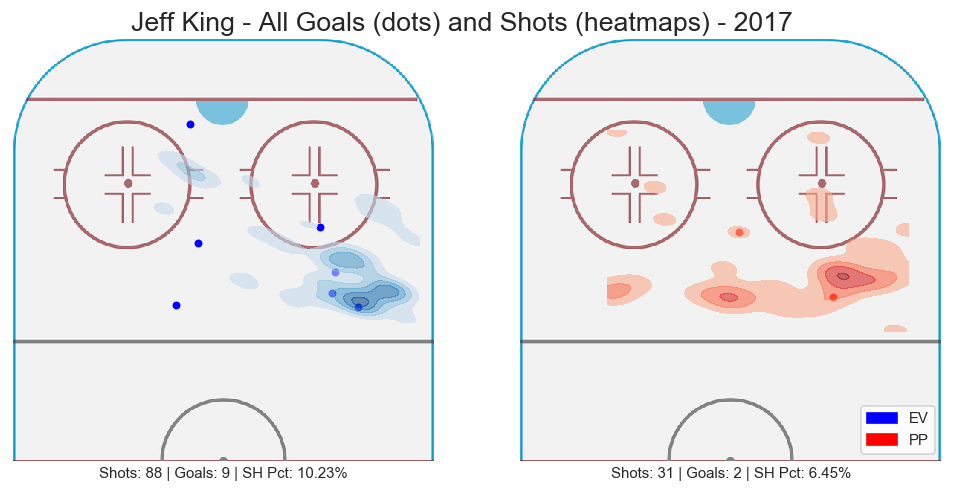 Jeff King - All Goals (dots) and Shots (heatmaps) - 2017
EV
PP
Shots: 88 | Goals: 9 | SH Pct: 10.23%
Shots: 31 | Goals: 2 | SH Pct: 6.45%